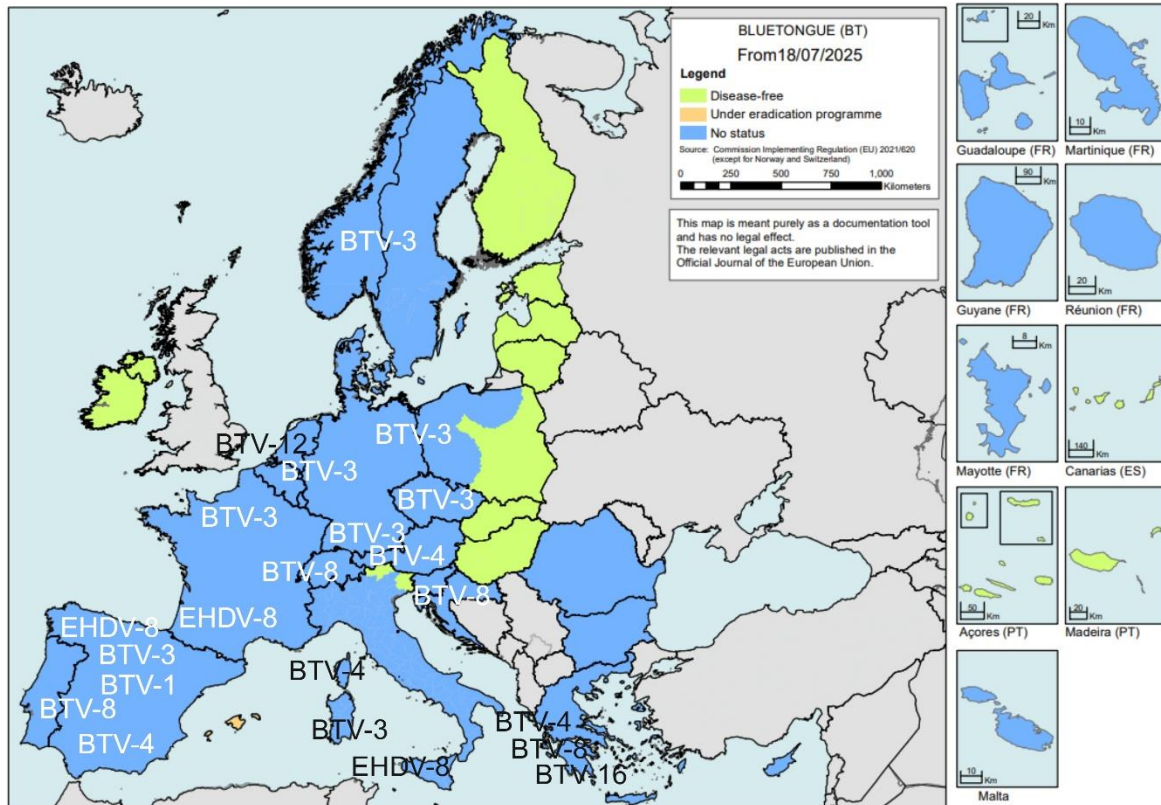 BLUETONGUE (BT)
From18/07/2025
Legend
Disease-free
Under eradication programme
No status
Source: Commission Implementing Regulation (EU) 2021/620
(except for Norway and Switzerland)
0 250 500 750 1,000
Kilometers
This map is meant purely as a documentation tool
and has no legal effect.
The relevant legal acts are published in the
Official Journal of the European Union.
BTV-3
BTV-12
BTV-3
BTV-3
BTV-3
BTV-3
BTV-3
BTV-4
BTV-8
BTV-8
EHDV-8
EHDV-8
BTV-3
BTV-1
BTV-8
BTV-4
BTV-4
BTV-3
EHDV-8
BTV-4
BTV-8
BTV-16
20
Km
Guadaloupe (FR)
10
Km
Martinique (FR)
90
Km
Guyane (FR)
20
Km
Réunion (FR)
8
Km
Mayotte (FR)
140
Km
Canarias (ES)
50
Km
Açores (PT)
20
Km
Madeira (PT)
10
Km
Malta